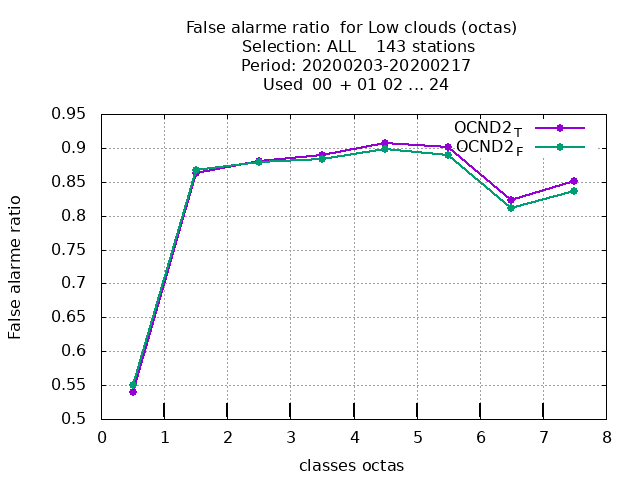 False alarme ratio  for Low clouds (octas)
Selection: ALL    143 stations
Period: 20200203-20200217
Used  00 + 01 02 ... 24
0.95
0.9
0.85
0.8
0.75
0.7
0.65
0.6
0.55
0.5
False alarme ratio
OCND2T
OCND2F
0 1 2 3 4 5 6 7 8
classes octas